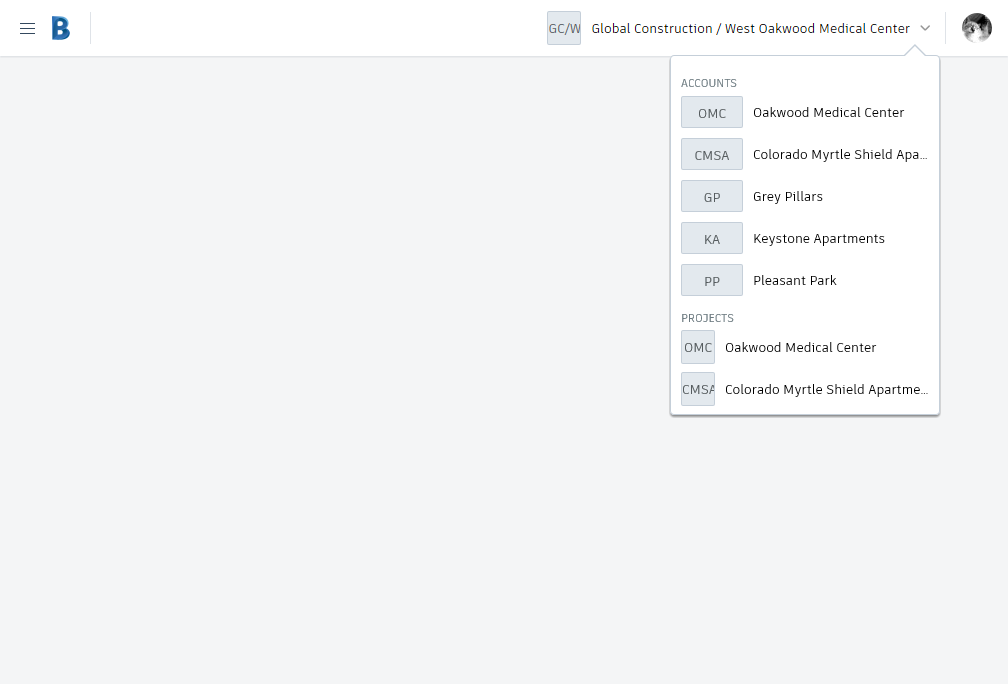 B
GC/W Global Construction / West Oakwood Medical Center
ACCOUNTS
OMC Oakwood Medical Center
CMSA Colorado Myrtle Shield Apa...
GP Grey Pillars
KA Keystone Apartments
PP Pleasant Park
PROJECTS
OMC Oakwood Medical Center
CMSA Colorado Myrtle Shield Apartme...